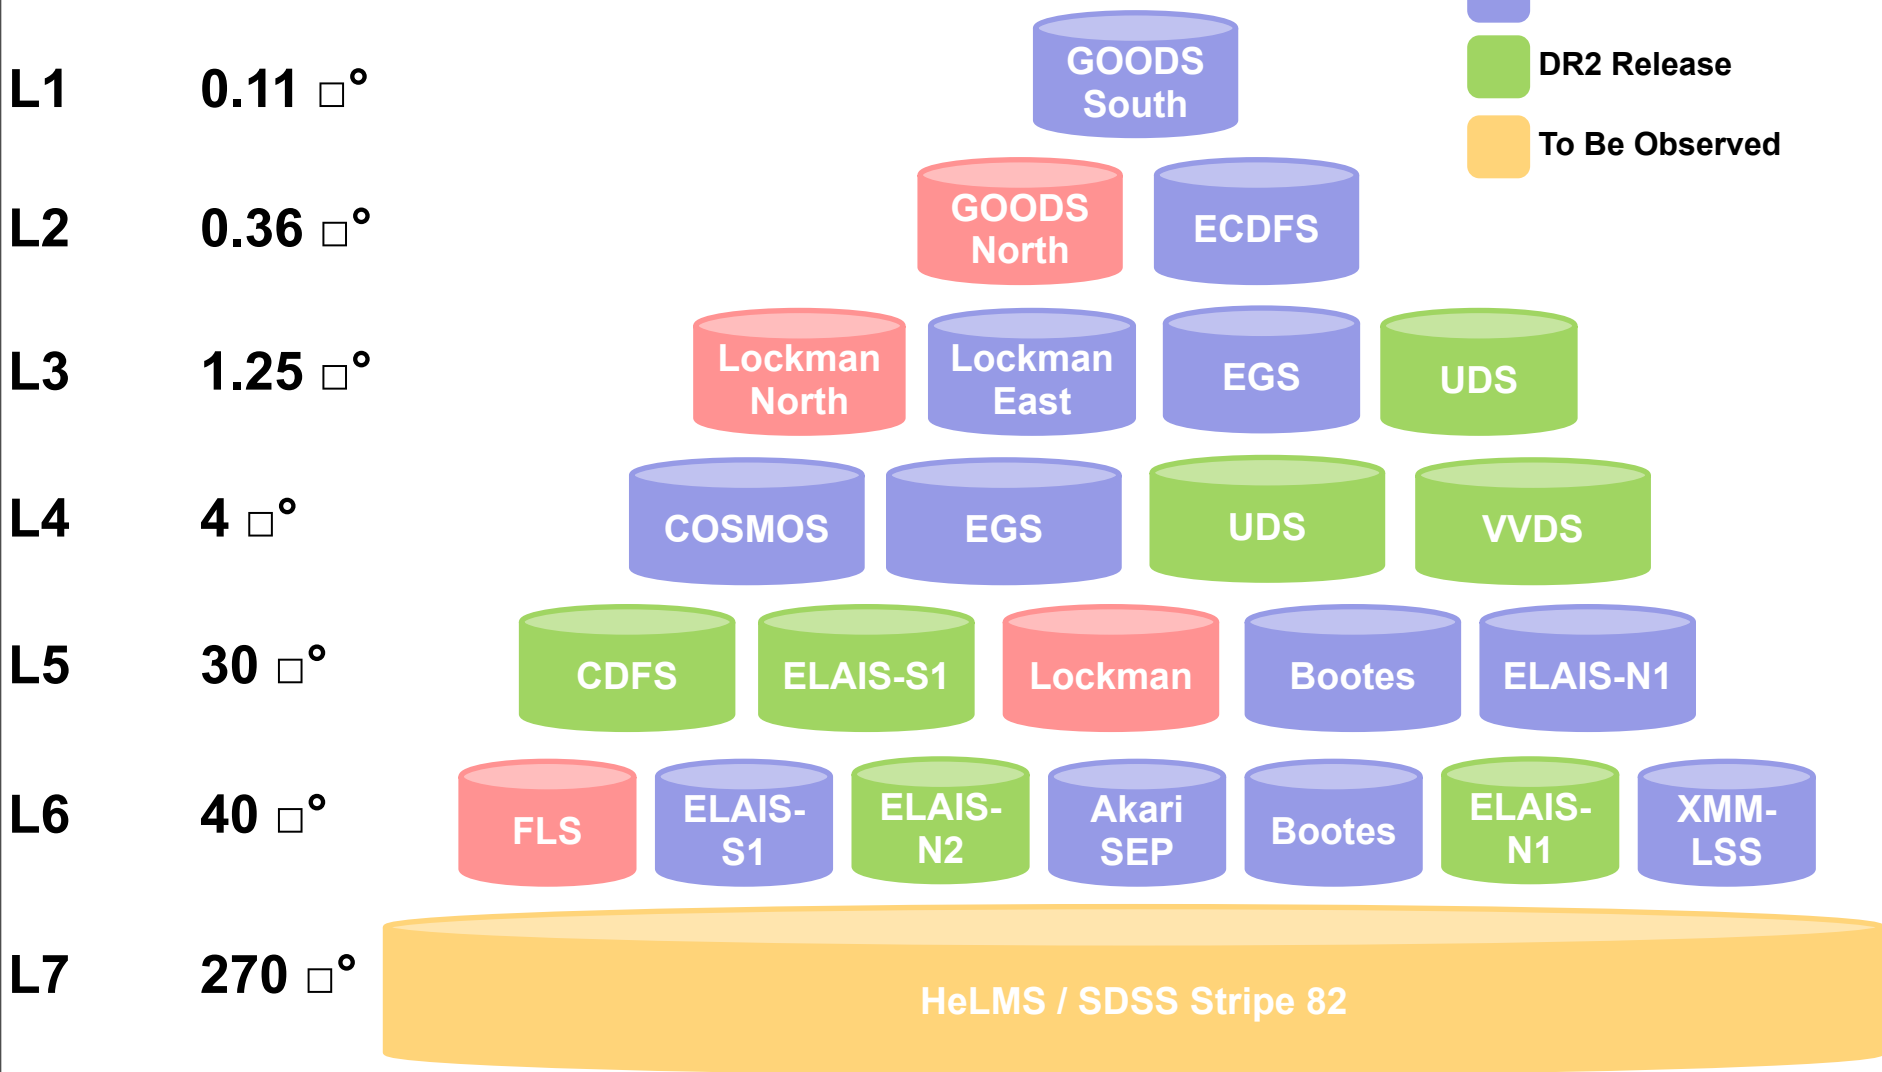 GOODS
South
DR2 Release
To Be Observed
L1 0.11 □°
GOODS
North
ECDFS
L2 0.36 □°
Lockman
North
Lockman
East
EGS
UDS
L3 1.25 □°
COSMOS
EGS
UDS
VVDS
L4 4 □°
CDFS
ELAIS-S1
Lockman
Bootes
ELAIS-N1
L5 30 □°
FLS
ELAIS-
S1
ELAIS-
N2
Akari
SEP
Bootes
ELAIS-
N1
XMM-
LSS
L6 40 □°
L7 270 □°
HeLMS / SDSS Stripe 82